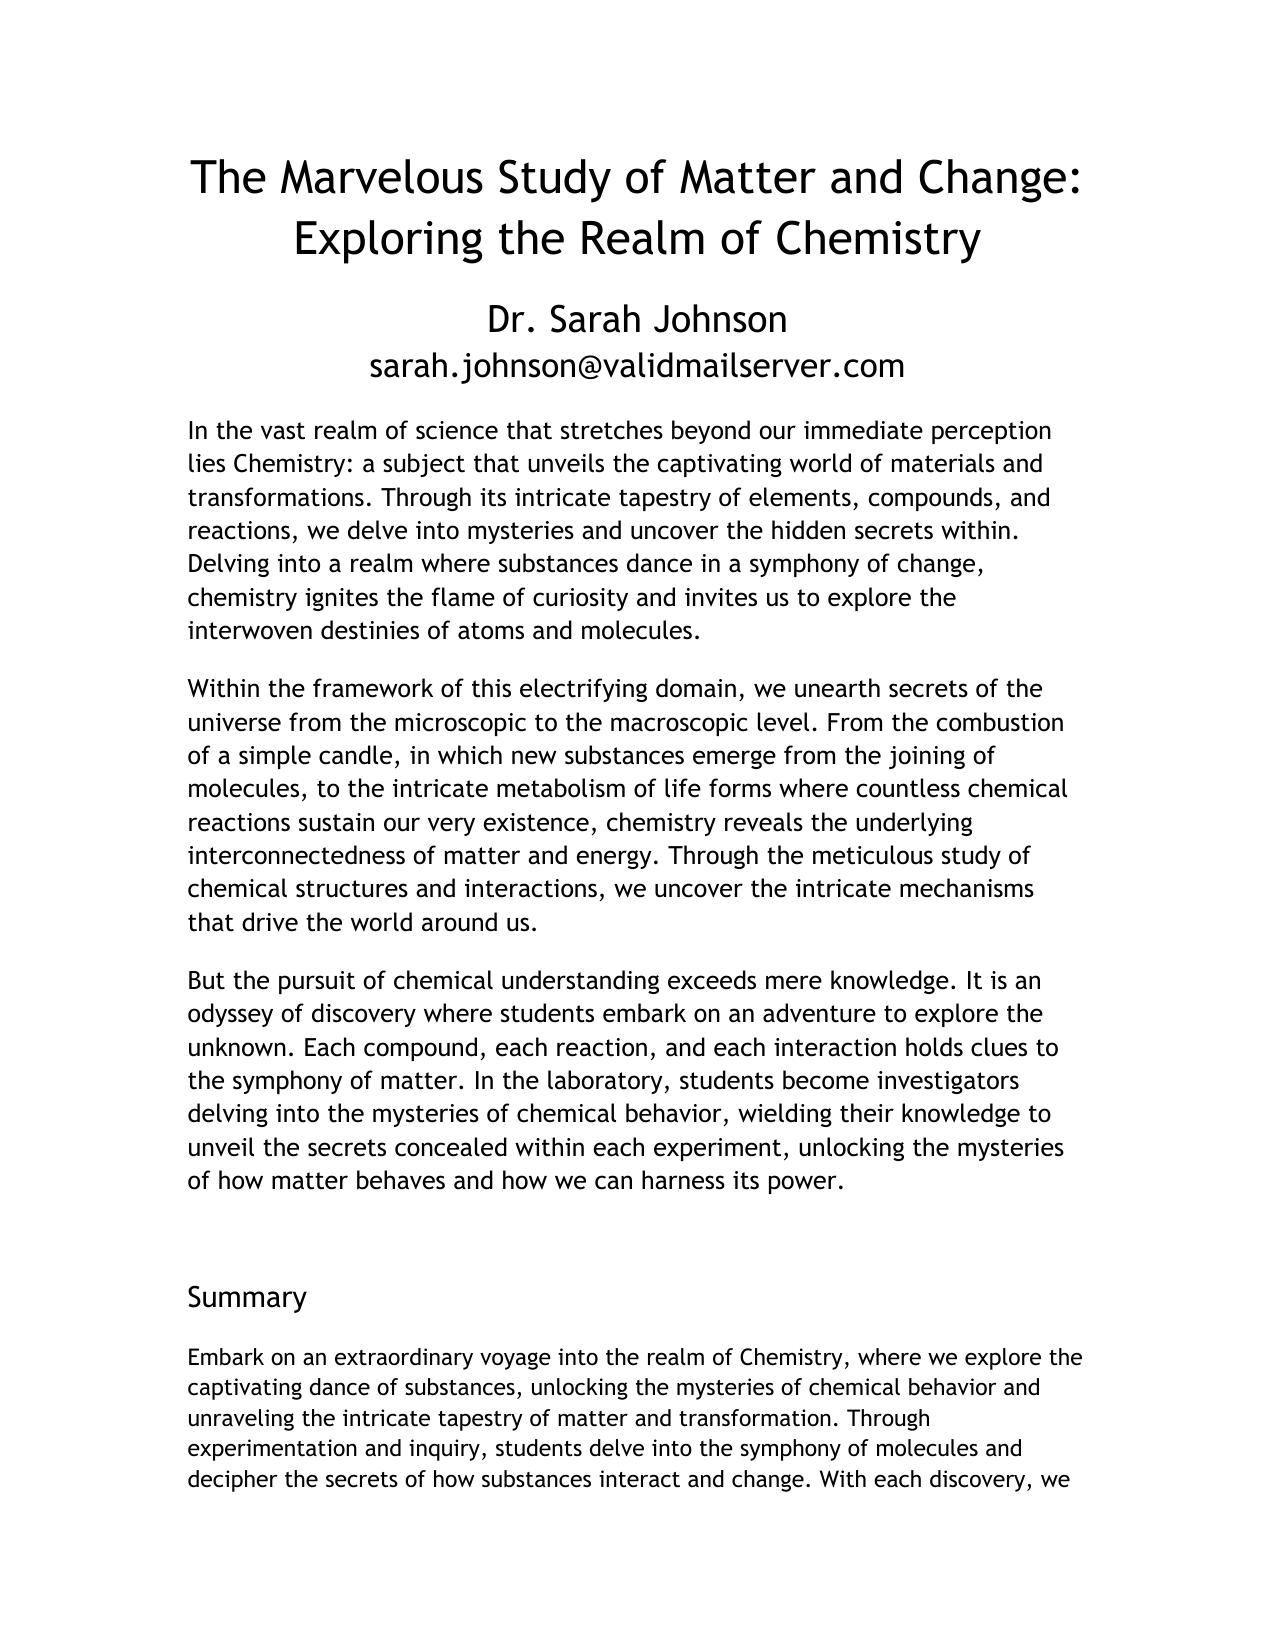 The Marvelous Study of Matter and Change:
Exploring the Realm of Chemistry
Dr. Sarah Johnson
sarah.johnson@validmailserver.com
In the vast realm of science that stretches beyond our immediate perception
lies Chemistry: a subject that unveils the captivating world of materials and
transformations. Through its intricate tapestry of elements, compounds, and
reactions, we delve into mysteries and uncover the hidden secrets within.
Delving into a realm where substances dance in a symphony of change,
chemistry ignites the flame of curiosity and invites us to explore the
interwoven destinies of atoms and molecules.
Within the framework of this electrifying domain, we unearth secrets of the
universe from the microscopic to the macroscopic level. From the combustion
of a simple candle, in which new substances emerge from the joining of
molecules, to the intricate metabolism of life forms where countless chemical
reactions sustain our very existence, chemistry reveals the underlying
interconnectedness of matter and energy. Through the meticulous study of
chemical structures and interactions, we uncover the intricate mechanisms
that drive the world around us.
But the pursuit of chemical understanding exceeds mere knowledge. It is an
odyssey of discovery where students embark on an adventure to explore the
unknown. Each compound, each reaction, and each interaction holds clues to
the symphony of matter. In the laboratory, students become investigators
delving into the mysteries of chemical behavior, wielding their knowledge to
unveil the secrets concealed within each experiment, unlocking the mysteries
of how matter behaves and how we can harness its power.
Summary
Embark on an extraordinary voyage into the realm of Chemistry, where we explore the
captivating dance of substances, unlocking the mysteries of chemical behavior and
unraveling the intricate tapestry of matter and transformation. Through
experimentation and inquiry, students delve into the symphony of molecules and
decipher the secrets of how substances interact and change. With each discovery, we